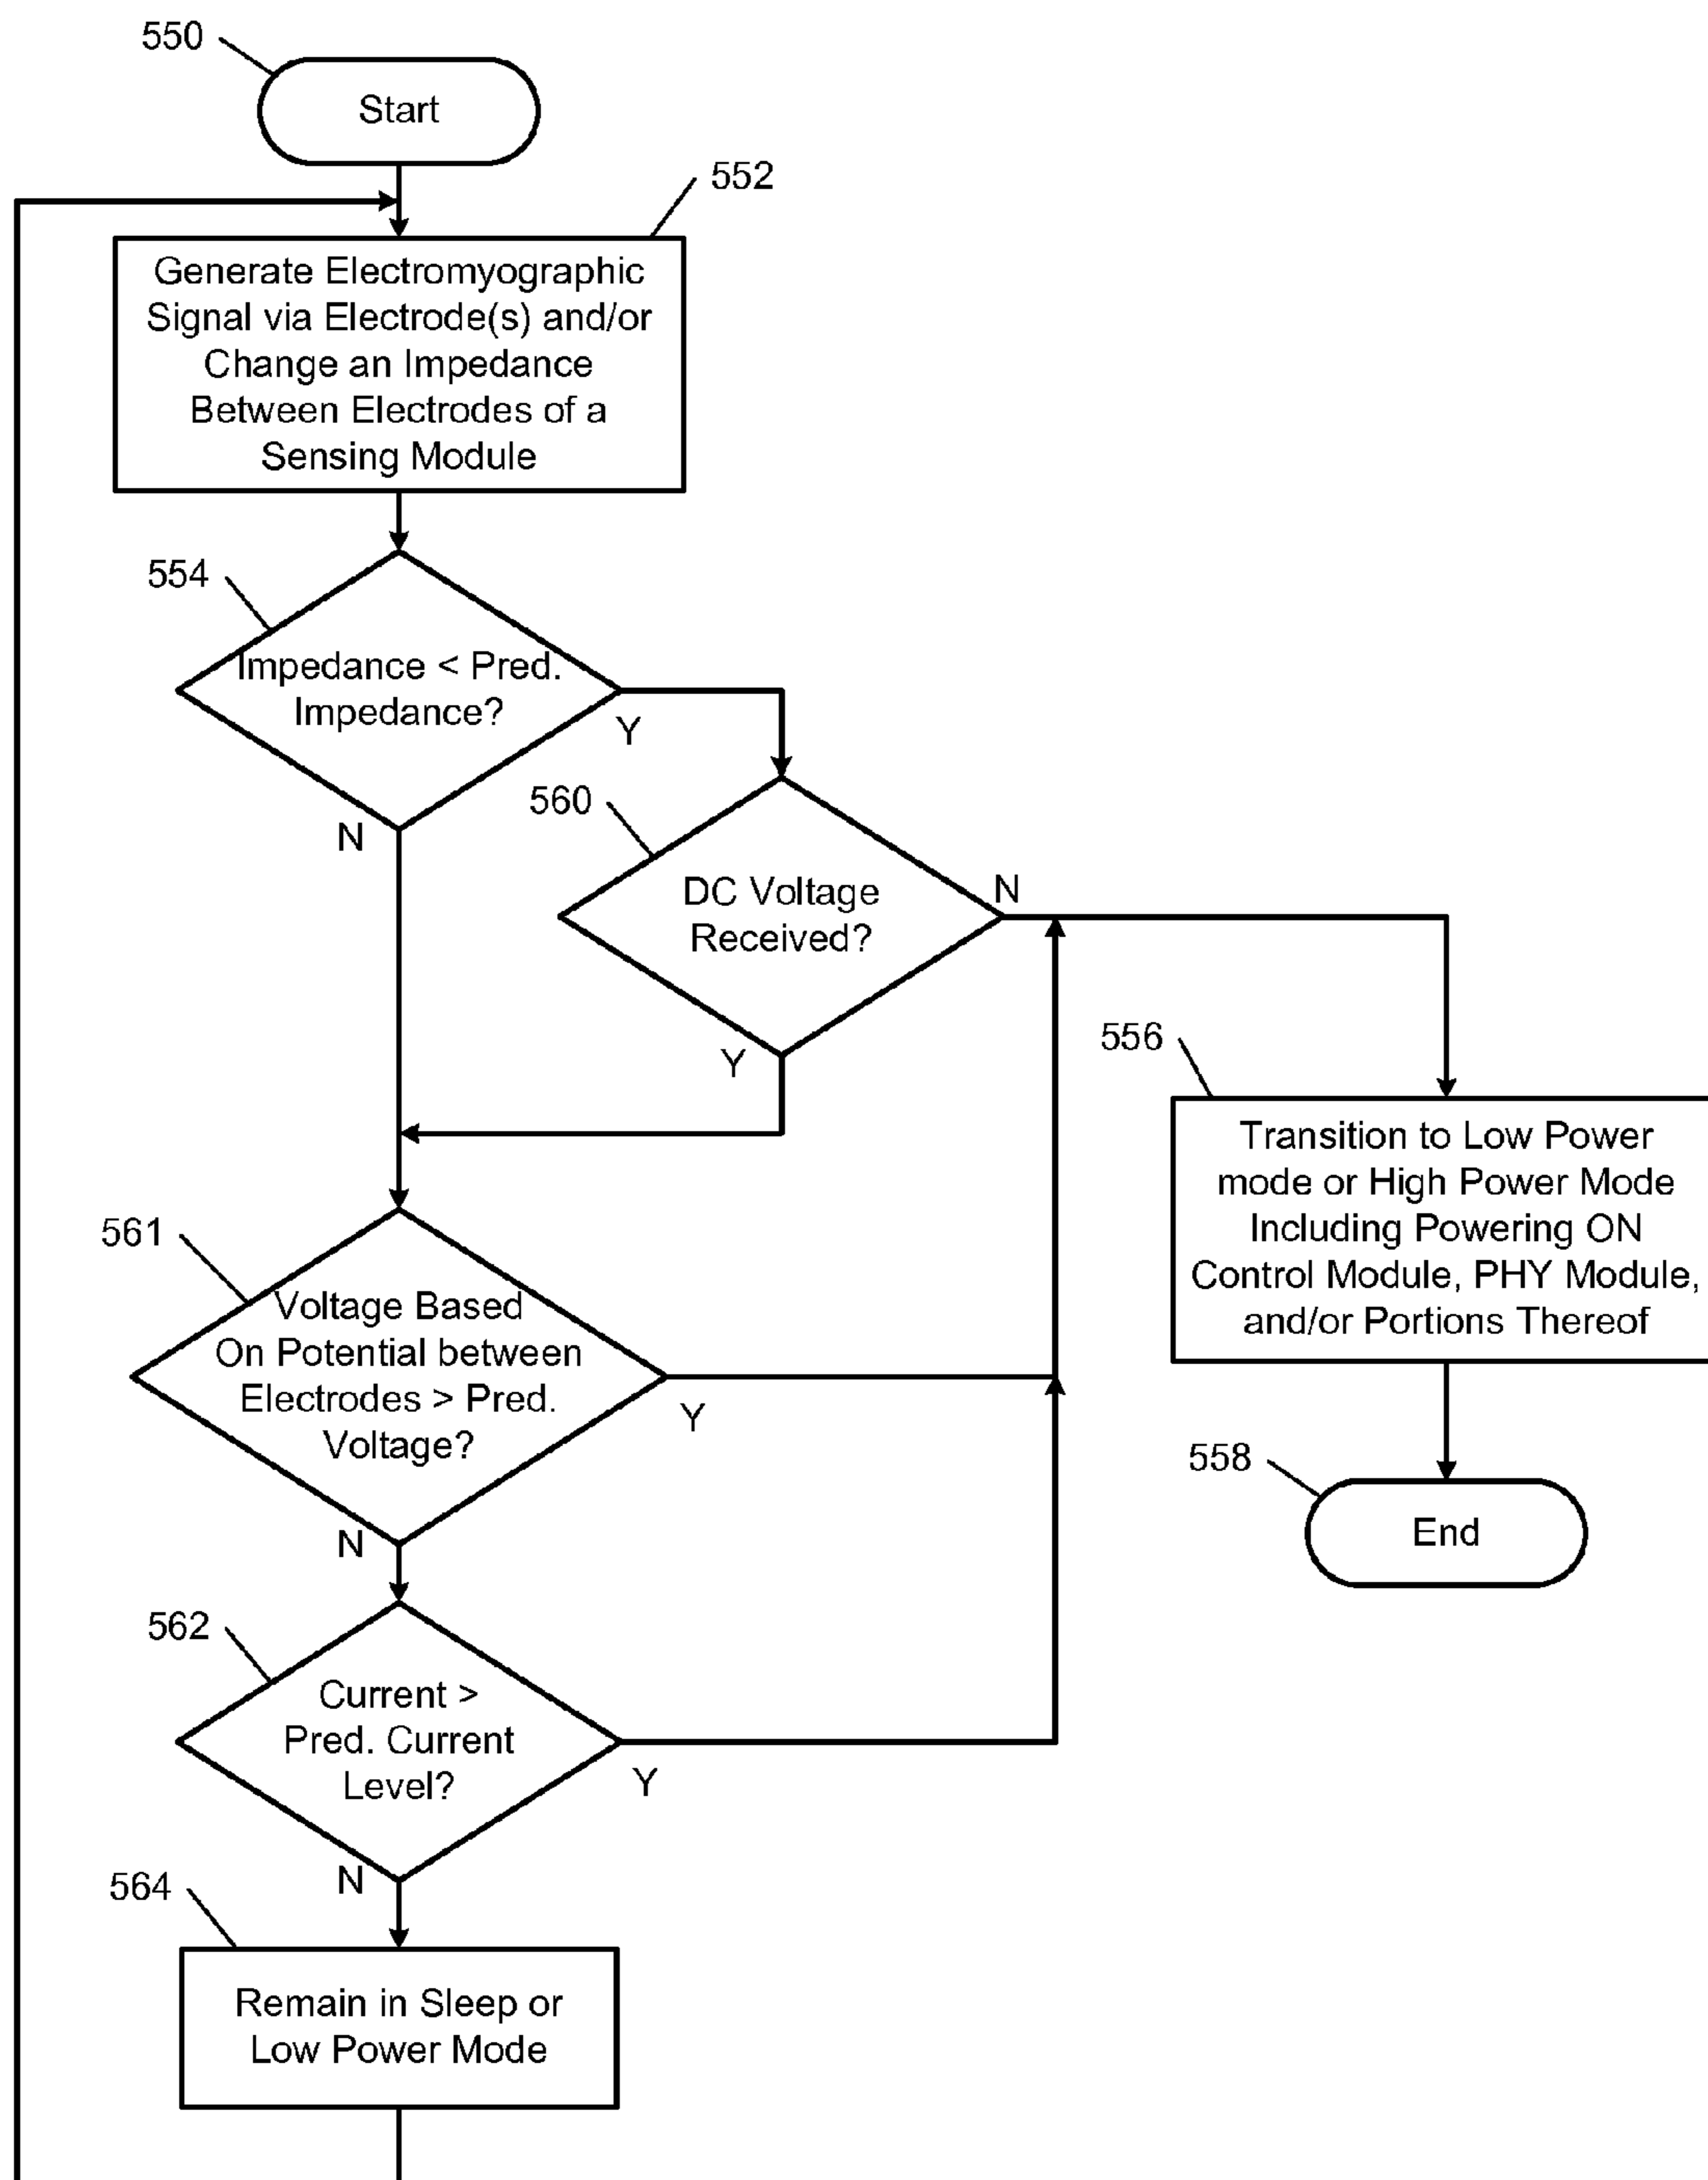 550
Start
552
Generate Electromyographic
Signal via Electrode(s) and/or
Change an Impedance
Between Electrodes of a
Sensing Module
554
Impedance < Pred.
Impedance?
Y
N
560
DC Voltage
Received?
N
Y
556
Transition to Low Power
mode or High Power Mode
Including Powering ON
Control Module, PHY Module,
and/or Portions Thereof
561
Voltage Based
On Potential between
Electrodes > Pred.
Voltage?
Y
N
558
End
562
Current >
Pred. Current
Level?
Y
N
564
Remain in Sleep or
Low Power Mode